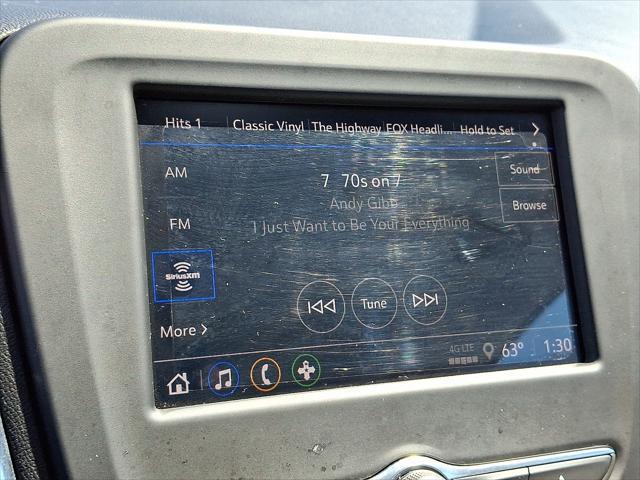 Hits 1 Classic Vinyl The Highway FOX Headli... Hold to Set
AM
7 70s on 7
Sound
Andy Gibb
Browse
FM
I Just Want to Be Your Everything
SiriusXM
Tune
More
4G LTE 63° 1:30